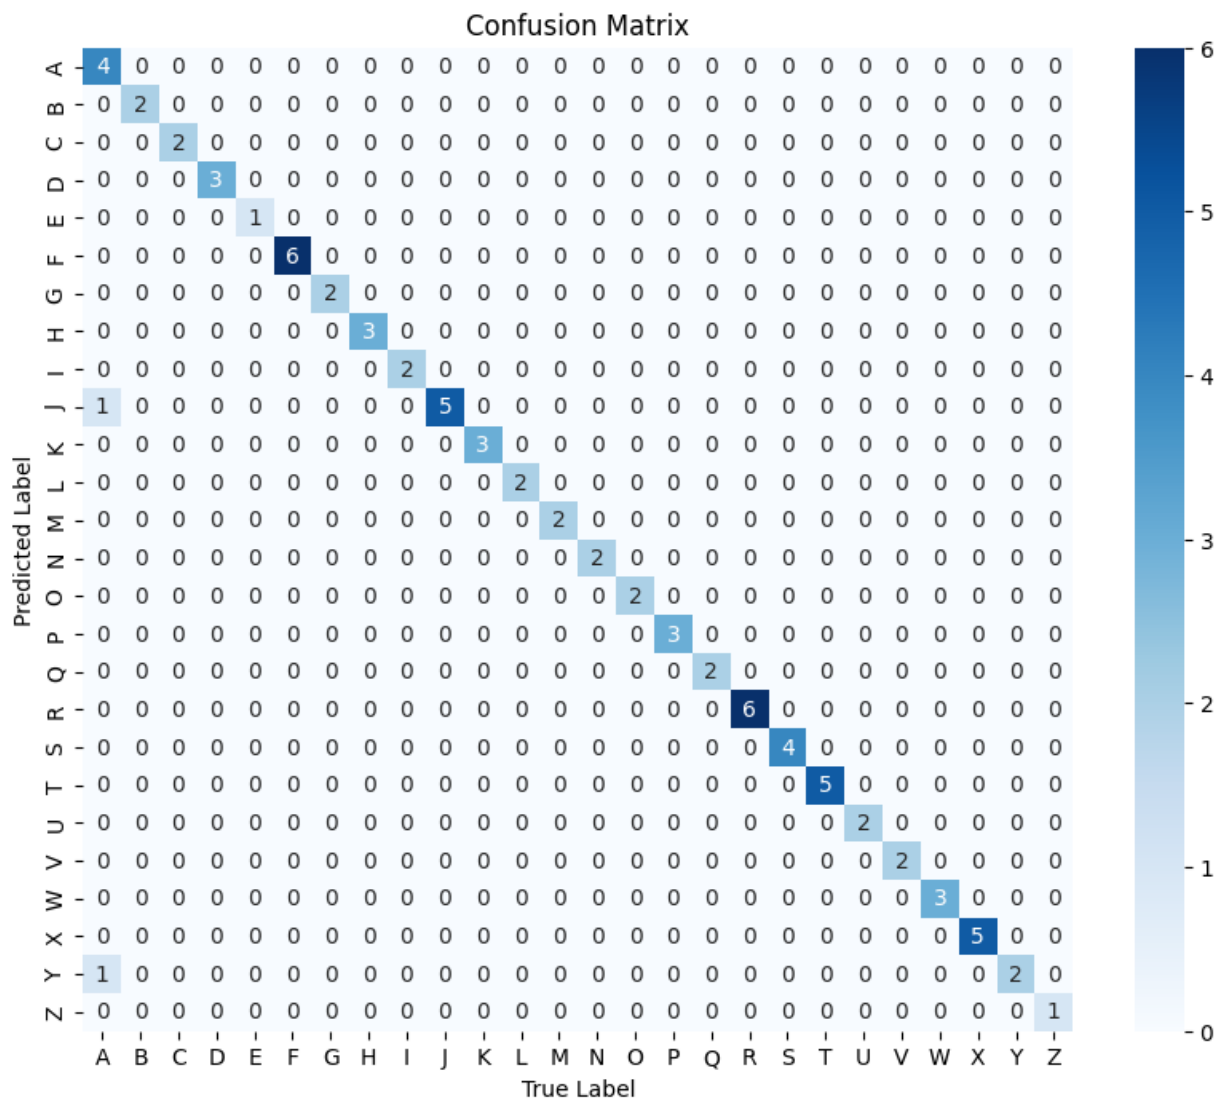 Confusion Matrix
A 4 0 0 0 0 0 0 0 0 0 0 0 0 0 0 0 0 0 0 0 0 0 0 0 0 0
B 0 2 0 0 0 0 0 0 0 0 0 0 0 0 0 0 0 0 0 0 0 0 0 0 0 0
C 0 0 2 0 0 0 0 0 0 0 0 0 0 0 0 0 0 0 0 0 0 0 0 0 0 0
D 0 0 0 3 0 0 0 0 0 0 0 0 0 0 0 0 0 0 0 0 0 0 0 0 0 0
E 0 0 0 0 1 0 0 0 0 0 0 0 0 0 0 0 0 0 0 0 0 0 0 0 0 0
F 0 0 0 0 0 6 0 0 0 0 0 0 0 0 0 0 0 0 0 0 0 0 0 0 0 0
G 0 0 0 0 0 0 2 0 0 0 0 0 0 0 0 0 0 0 0 0 0 0 0 0 0 0
H 0 0 0 0 0 0 0 3 0 0 0 0 0 0 0 0 0 0 0 0 0 0 0 0 0 0
I 0 0 0 0 0 0 0 0 2 0 0 0 0 0 0 0 0 0 0 0 0 0 0 0 0 0
J 1 0 0 0 0 0 0 0 0 5 0 0 0 0 0 0 0 0 0 0 0 0 0 0 0 0
K 0 0 0 0 0 0 0 0 0 0 3 0 0 0 0 0 0 0 0 0 0 0 0 0 0 0
L 0 0 0 0 0 0 0 0 0 0 0 2 0 0 0 0 0 0 0 0 0 0 0 0 0 0
M 0 0 0 0 0 0 0 0 0 0 0 0 2 0 0 0 0 0 0 0 0 0 0 0 0 0
N 0 0 0 0 0 0 0 0 0 0 0 0 0 2 0 0 0 0 0 0 0 0 0 0 0 0
O 0 0 0 0 0 0 0 0 0 0 0 0 0 0 2 0 0 0 0 0 0 0 0 0 0 0
P 0 0 0 0 0 0 0 0 0 0 0 0 0 0 0 3 0 0 0 0 0 0 0 0 0 0
Q 0 0 0 0 0 0 0 0 0 0 0 0 0 0 0 0 2 0 0 0 0 0 0 0 0 0
R 0 0 0 0 0 0 0 0 0 0 0 0 0 0 0 0 0 6 0 0 0 0 0 0 0 0
S 0 0 0 0 0 0 0 0 0 0 0 0 0 0 0 0 0 0 4 0 0 0 0 0 0 0
T 0 0 0 0 0 0 0 0 0 0 0 0 0 0 0 0 0 0 0 5 0 0 0 0 0 0
U 0 0 0 0 0 0 0 0 0 0 0 0 0 0 0 0 0 0 0 0 2 0 0 0 0 0
V 0 0 0 0 0 0 0 0 0 0 0 0 0 0 0 0 0 0 0 0 0 2 0 0 0 0
W 0 0 0 0 0 0 0 0 0 0 0 0 0 0 0 0 0 0 0 0 0 0 3 0 0 0
X 0 0 0 0 0 0 0 0 0 0 0 0 0 0 0 0 0 0 0 0 0 0 0 5 0 0
Y 1 0 0 0 0 0 0 0 0 0 0 0 0 0 0 0 0 0 0 0 0 0 0 0 2 0
Z 0 0 0 0 0 0 0 0 0 0 0 0 0 0 0 0 0 0 0 0 0 0 0 0 0 1
A B C D E F G H I J K L M N O P Q R S T U V W X Y Z
True Label
Predicted Label
6
5
4
3
2
1
0